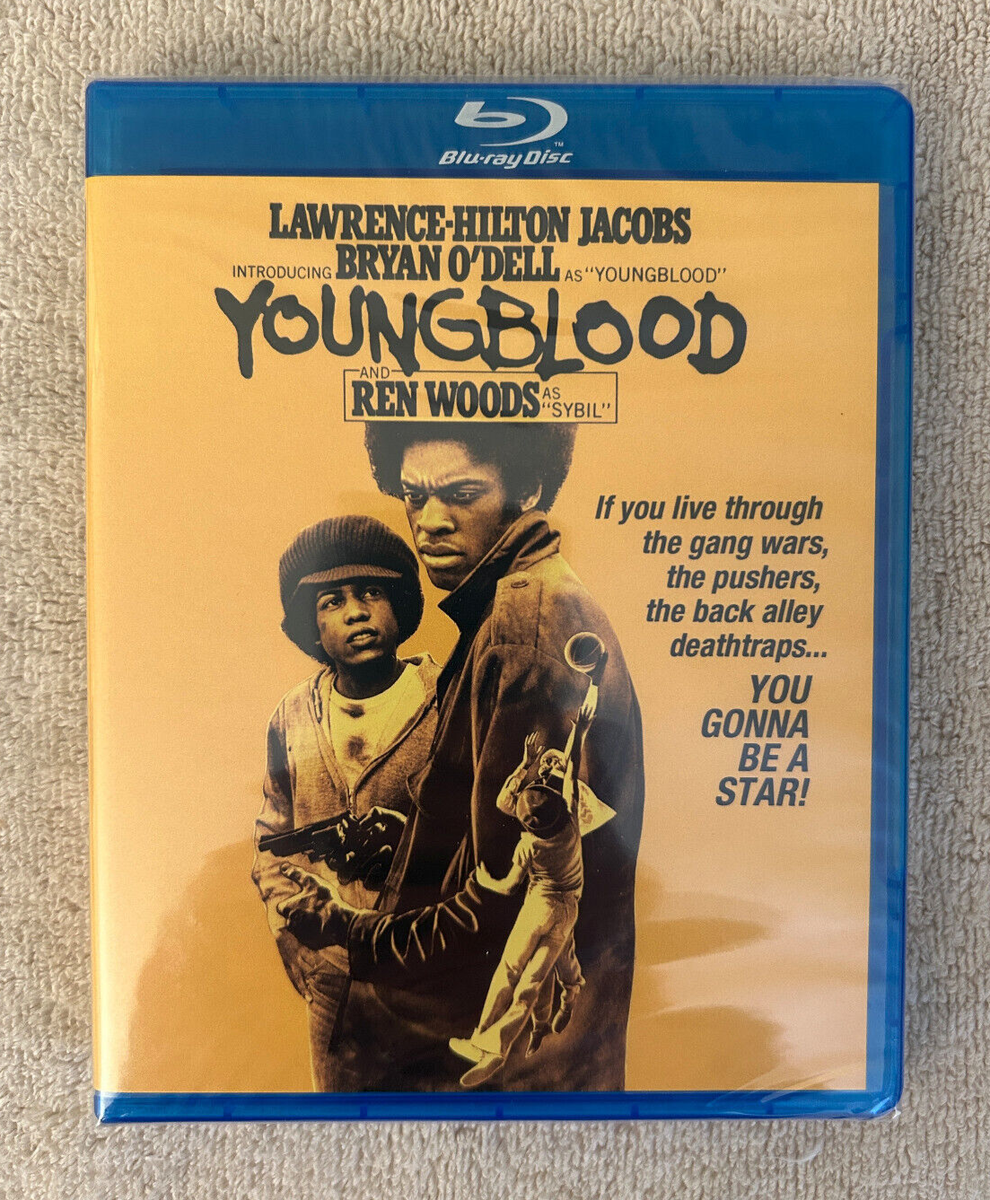 Blu-ray Disc™
LAWRENCE-HILTON JACOBS
INTRODUCING BRYAN O'DELL AS "YOUNGBLOOD"
YOUNGBLOOD
AND
REN WOODS AS "SYBIL"
If you live through
the gang wars,
the pushers,
the back alley
deathtraps...
YOU
GONNA
BE A
STAR!